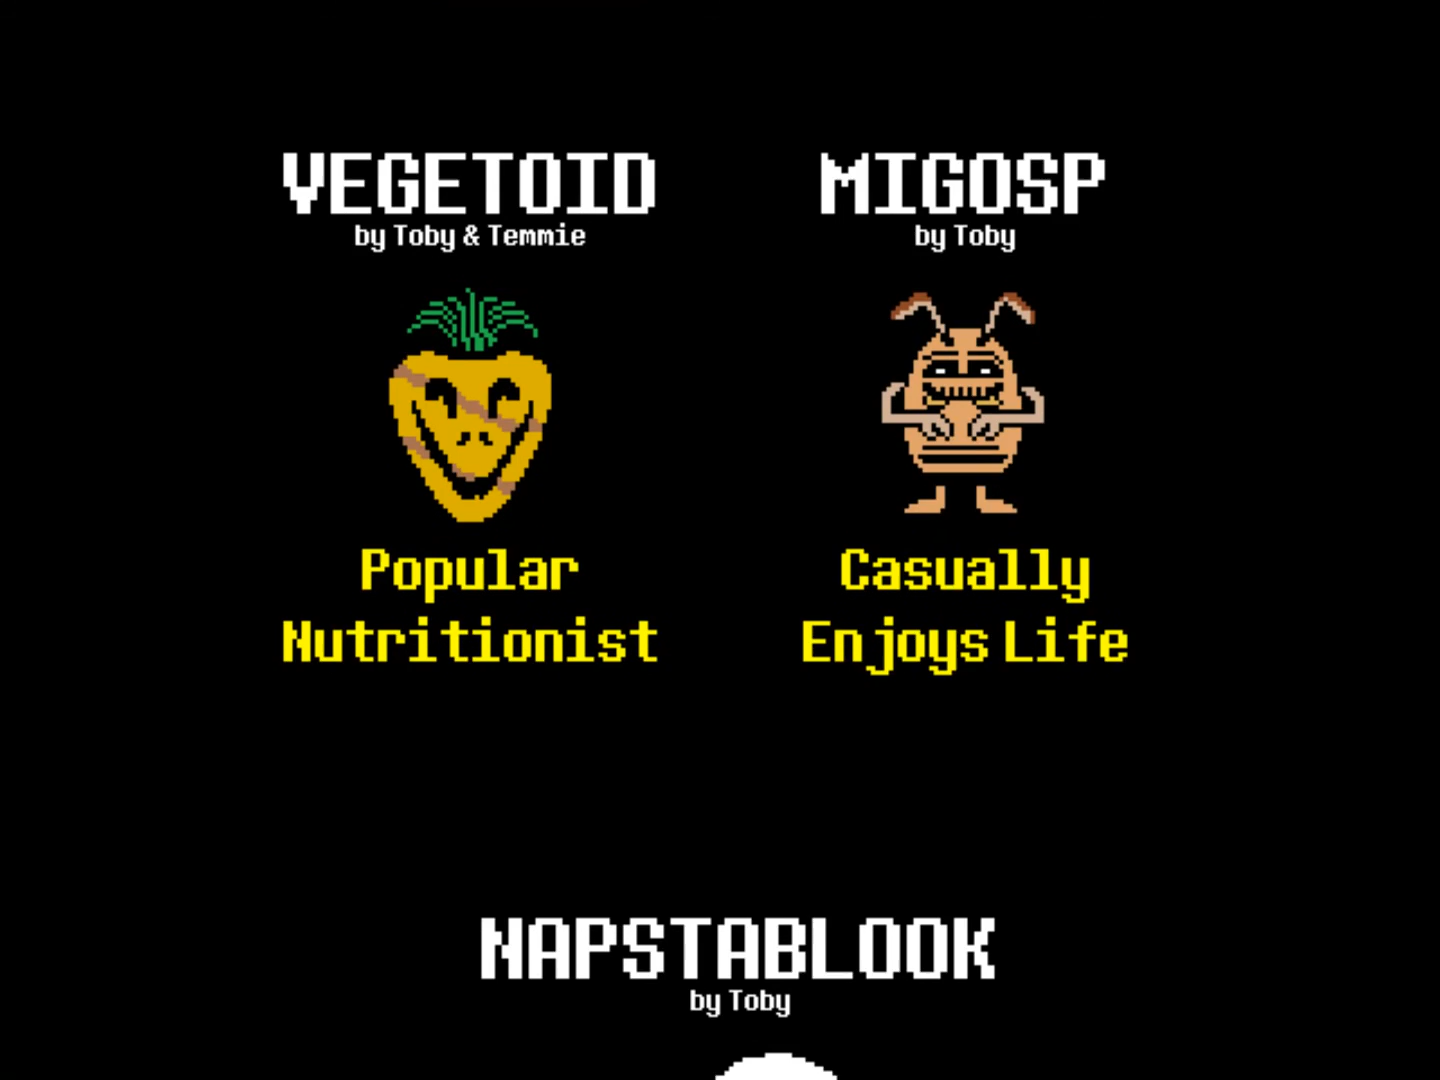 VEGETOID
by Toby & Temmie
Popular
Nutritionist
MIGOSP
by Toby
Casually
Enjoys Life
NAPSTABLOOK
by Toby